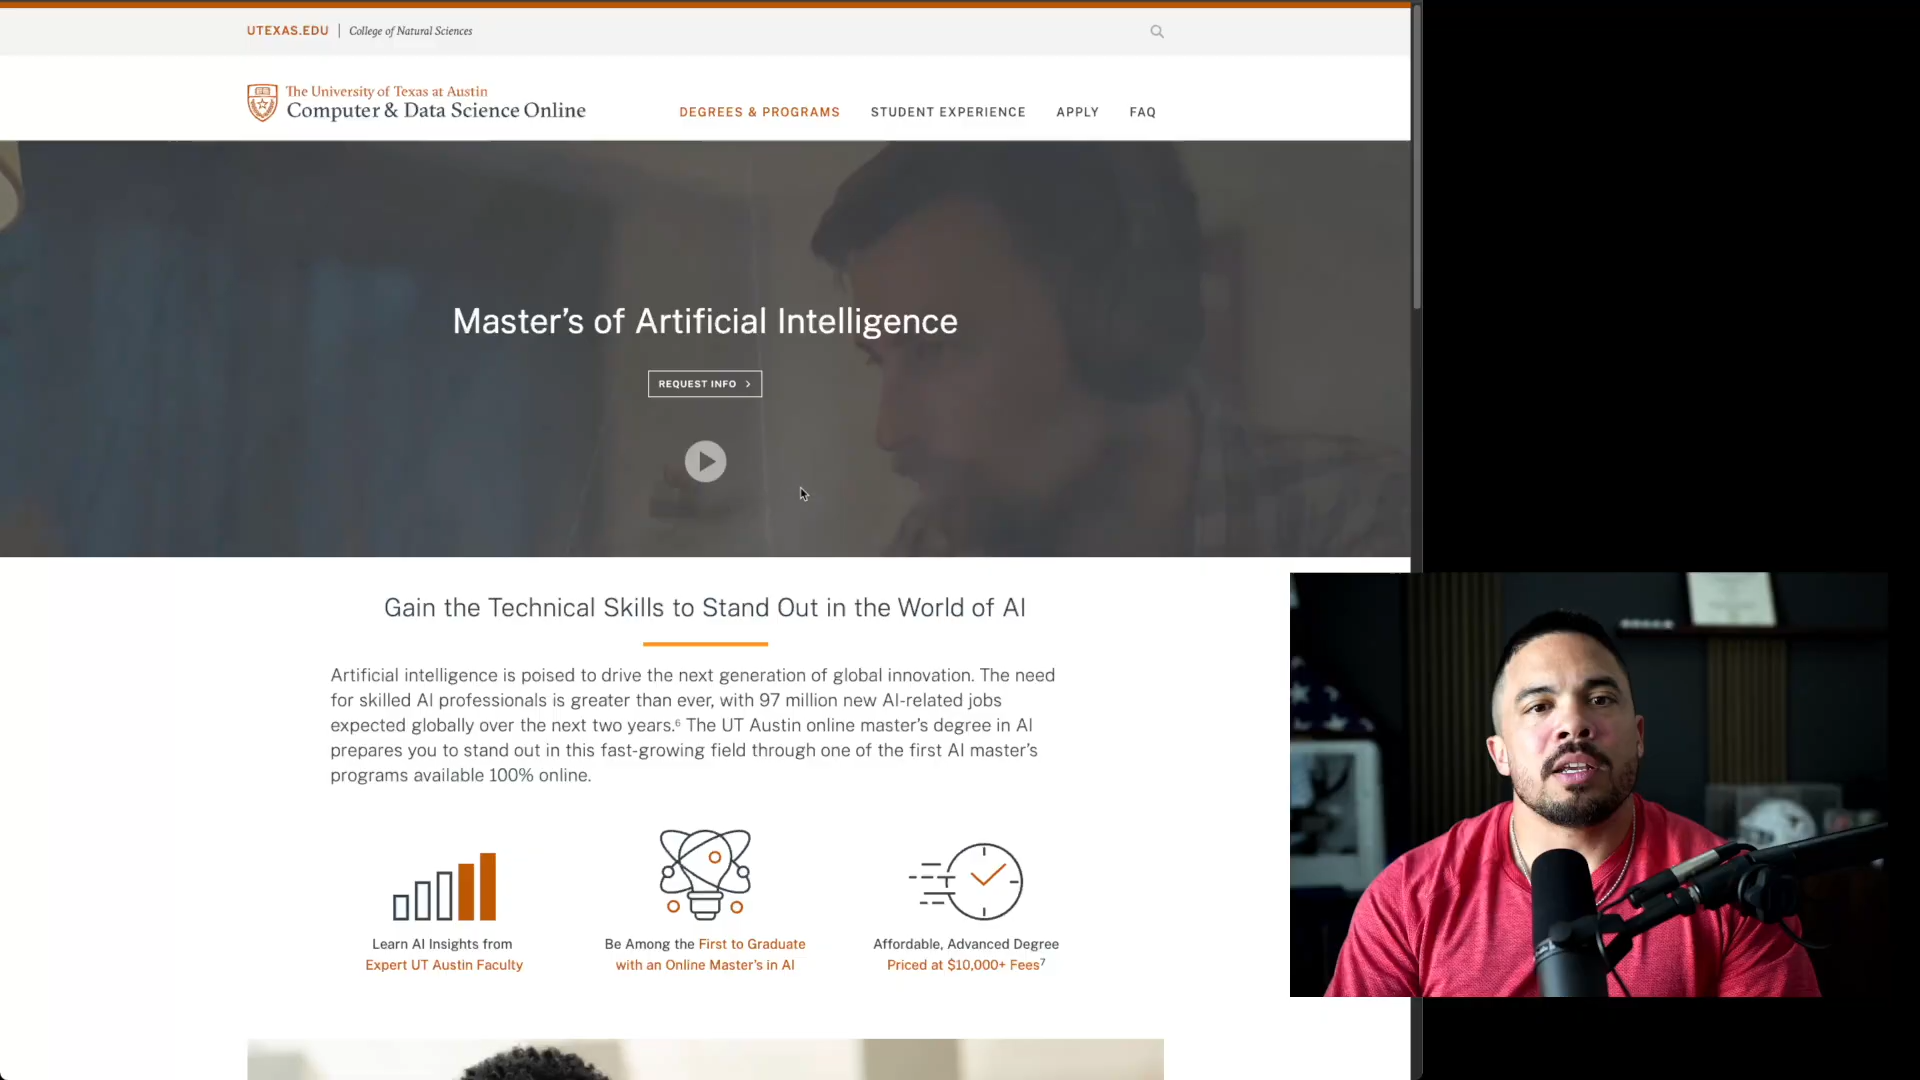 UTEXAS.EDU | College of Natural Sciences
The University of Texas at Austin
Computer & Data Science Online
DEGREES & PROGRAMS
STUDENT EXPERIENCE
APPLY
FAQ
Master’s of Artificial Intelligence
REQUEST INFO
Gain the Technical Skills to Stand Out in the World of AI
Artificial intelligence is poised to drive the next generation of global innovation. The need
for skilled AI professionals is greater than ever, with 97 million new AI-related jobs
expected globally over the next two years.⁶ The UT Austin online master’s degree in AI
prepares you to stand out in this fast-growing field through one of the first AI master’s
programs available 100% online.
Learn AI Insights from
Expert UT Austin Faculty
Be Among the First to Graduate
with an Online Master’s in AI
Affordable, Advanced Degree
Priced at $10,000+ Fees⁷